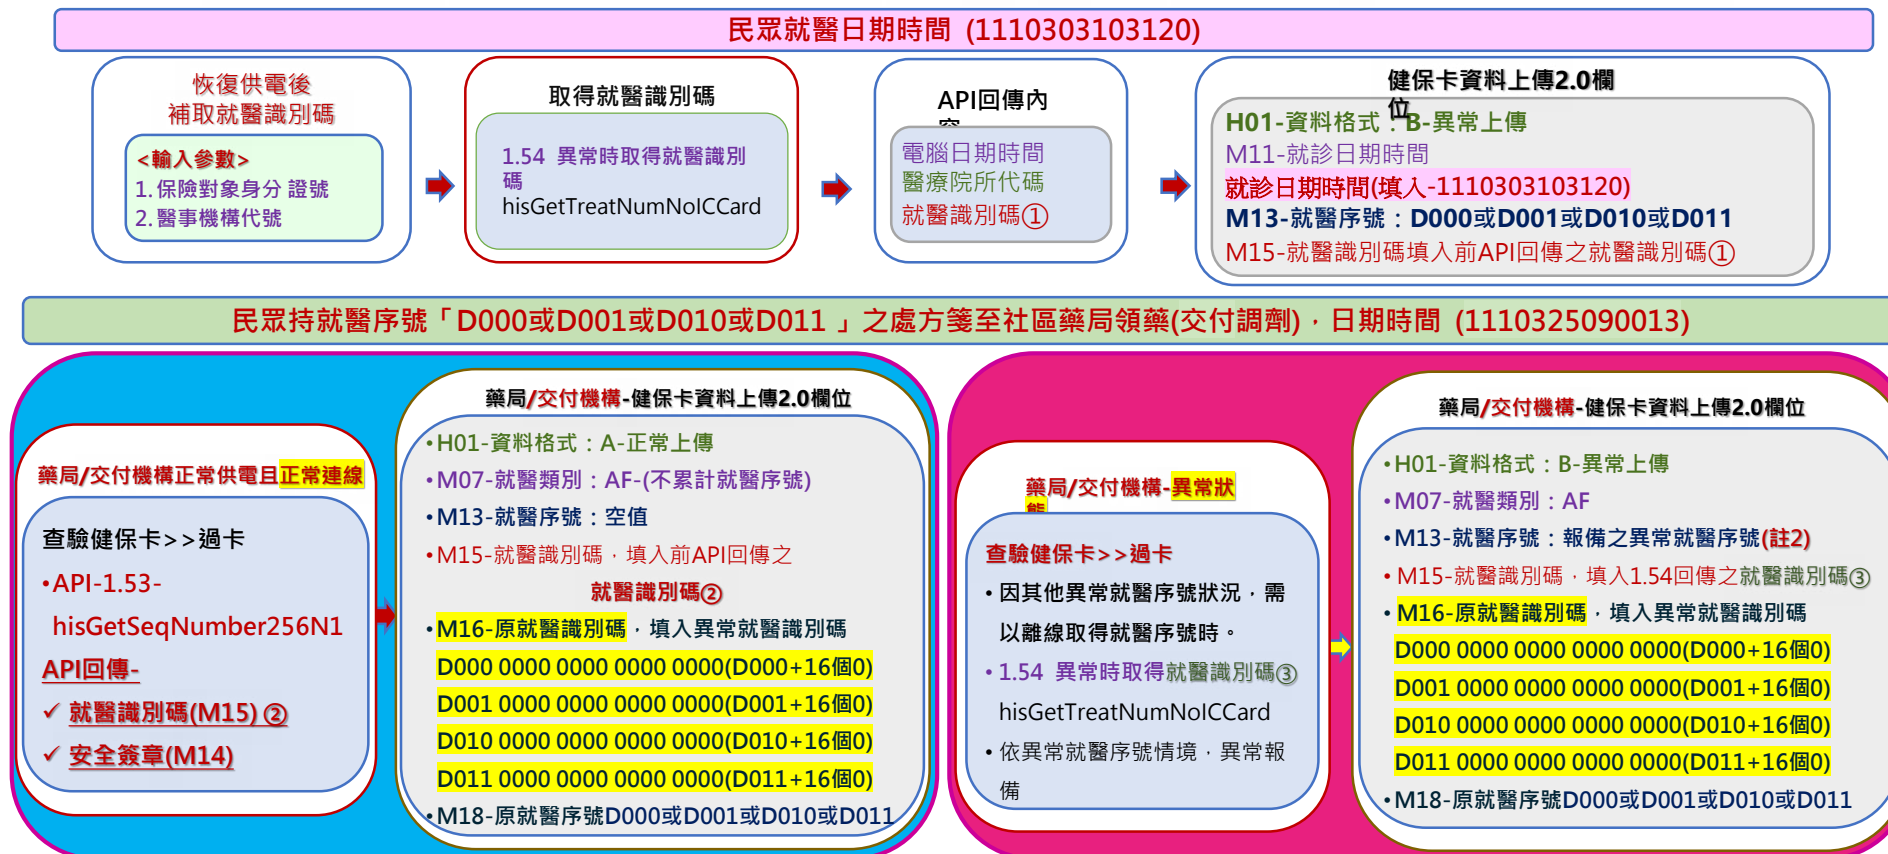 民眾就醫日期時間 (1110303103120)
恢復供電後
補取就醫識別碼
<輸入參數>
1.保險對象身分 證號
2.醫事機構代號
取得就醫識別碼
1.54 異常時取得就醫識別
碼
hisGetTreatNumNoICCard
API回傳內
容
電腦日期時間
醫療院所代碼
就醫識別碼①
健保卡資料上傳2.0欄
位
H01-資料格式：B-異常上傳
M11-就診日期時間
就診日期時間(填入-1110303103120)
M13-就醫序號：D000或D001或D010或D011
M15-就醫識別碼填入前API回傳之就醫識別碼①
民眾持就醫序號「D000或D001或D010或D011」之處方箋至社區藥局領藥(交付調劑)，日期時間 (1110325090013)
藥局/交付機構正常供電且正常連線
查驗健保卡>>過卡
•API-1.53-
hisGetSeqNumber256N1
API回傳-
✓ 就醫識別碼(M15) ②
✓ 安全簽章(M14)
藥局/交付機構-健保卡資料上傳2.0欄位
•H01-資料格式：A-正常上傳
•M07-就醫類別：AF-(不累計就醫序號)
•M13-就醫序號：空值
•M15-就醫識別碼，填入前API回傳之
就醫識別碼②
•M16-原就醫識別碼，填入異常就醫識別碼
D000 0000 0000 0000 0000(D000+16個0)
D001 0000 0000 0000 0000(D001+16個0)
D010 0000 0000 0000 0000(D010+16個0)
D011 0000 0000 0000 0000(D011+16個0)
•M18-原就醫序號D000或D001或D010或D011
藥局/交付機構-異常狀
態
查驗健保卡>>過卡
• 因其他異常就醫序號狀況，需
以離線取得就醫序號時。
• 1.54 異常時取得就醫識別碼③
hisGetTreatNumNoICCard
• 依異常就醫序號情境，異常報
備
藥局/交付機構-健保卡資料上傳2.0欄位
•H01-資料格式：B-異常上傳
•M07-就醫類別：AF
•M13-就醫序號：報備之異常就醫序號(註2)
•M15-就醫識別碼，填入1.54回傳之就醫識別碼③
•M16-原就醫識別碼，填入異常就醫識別碼
D000 0000 0000 0000 0000(D000+16個0)
D001 0000 0000 0000 0000(D001+16個0)
D010 0000 0000 0000 0000(D010+16個0)
D011 0000 0000 0000 0000(D011+16個0)
•M18-原就醫序號D000或D001或D010或D011